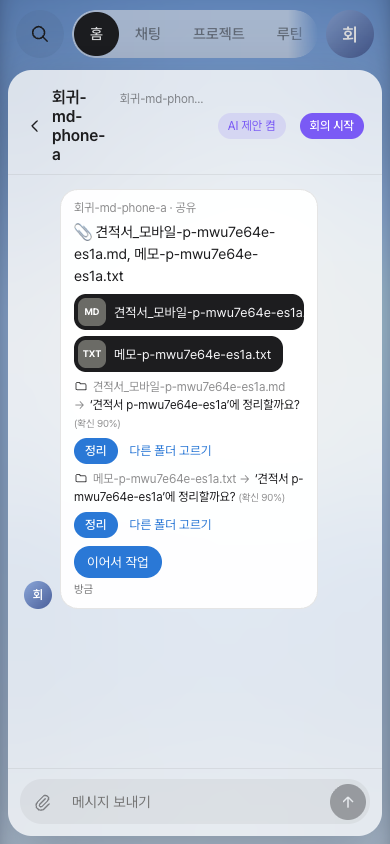 홈 채팅 프로젝트 루틴 회
회귀-
md-
phone-
a
회귀-md-phon...
AI 제안 켬 회의 시작
회귀-md-phone-a · 공유
📎 견적서_모바일-p-mwu7e64e-
es1a.md, 메모-p-mwu7e64e-
es1a.txt
MD 견적서_모바일-p-mwu7e64e-es1a
TXT 메모-p-mwu7e64e-es1a.txt
견적서_모바일-p-mwu7e64e-es1a.md
→ ‘견적서 p-mwu7e64e-es1a’에 정리할까요?
(확신 90%)
정리 다른 폴더 고르기
메모-p-mwu7e64e-es1a.txt → ‘견적서 p-
mwu7e64e-es1a’에 정리할까요? (확신 90%)
정리 다른 폴더 고르기
이어서 작업
회 방금
메시지 보내기